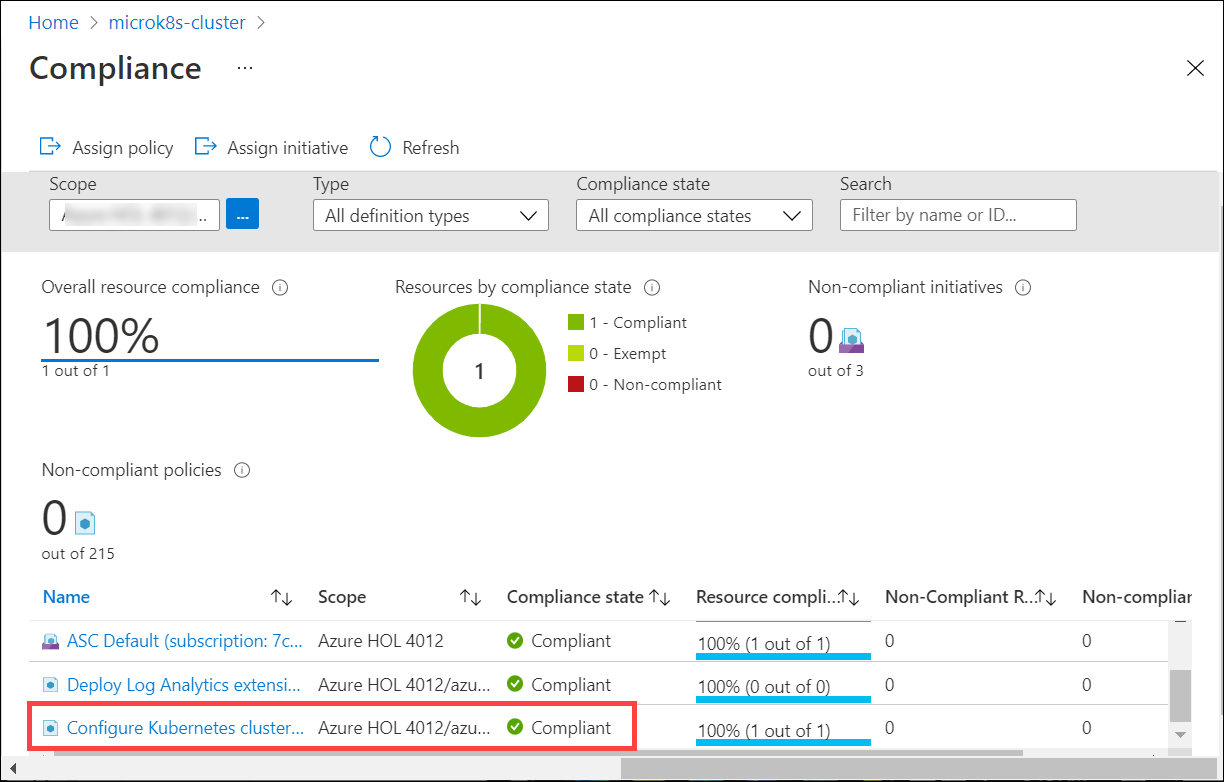 Home > microk8s-cluster >
Compliance ...
Assign policy Assign initiative Refresh
Scope Type Compliance state Search
... All definition types All compliance states Filter by name or ID...
Overall resource compliance Resources by compliance state Non-compliant initiatives
100% 1 1 - Compliant 0
1 out of 1 0 - Exempt out of 3
0 - Non-compliant
Non-compliant policies
0
out of 215
Name Scope Compliance state Resource compli... Non-Compliant R... Non-complian
ASC Default (subscription: 7c... Azure HOL 4012 Compliant 100% (1 out of 1) 0 0
Deploy Log Analytics extensi... Azure HOL 4012/azu... Compliant 100% (0 out of 0) 0 0
Configure Kubernetes cluster... Azure HOL 4012/azu... Compliant 100% (1 out of 1) 0 0